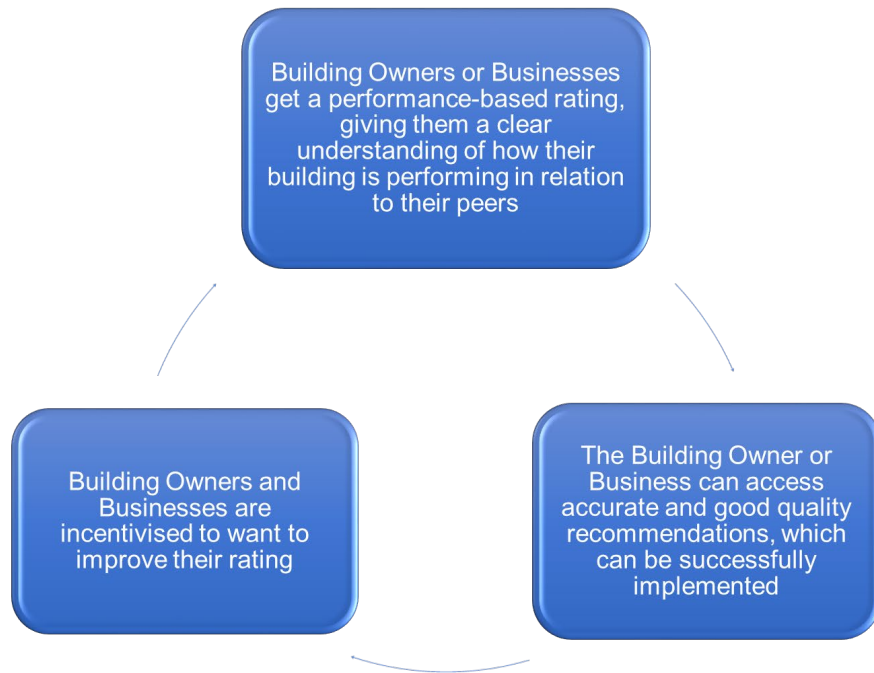 Building Owners or Businesses
get a performance-based rating,
giving them a clear
understanding of how their
building is performing in relation
to their peers
The Building Owner or
Business can access
accurate and good quality
recommendations, which
can be successfully
implemented
Building Owners and
Businesses are
incentivised to want to
improve their rating